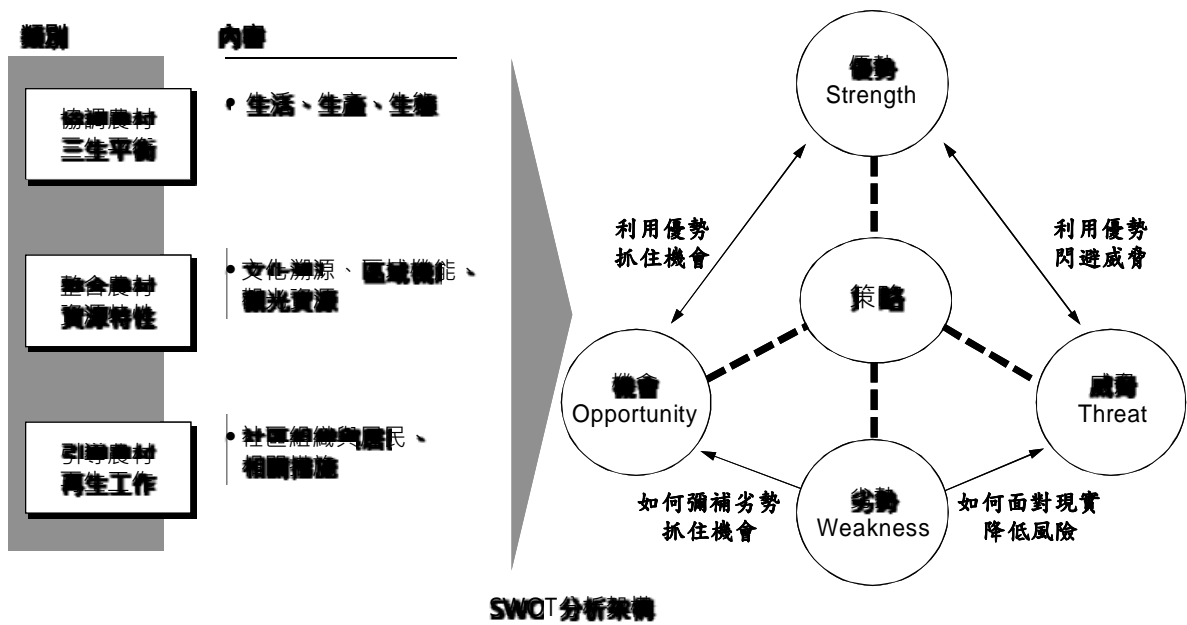 類別
內容
協調農村
三生平衡
• 生活、生產、生態
整合農村
資源特性
• 文化溯源、區域機能、
觀光資源
引導農村
再生工作
• 社區組織與居民、
相關措施
優勢
Strength
利用優勢
抓住機會
利用優勢
閃避威脅
策略
機會
Opportunity
威脅
Threat
劣勢
Weakness
如何彌補劣勢
抓住機會
如何面對現實
降低風險
SWOT 分析架構